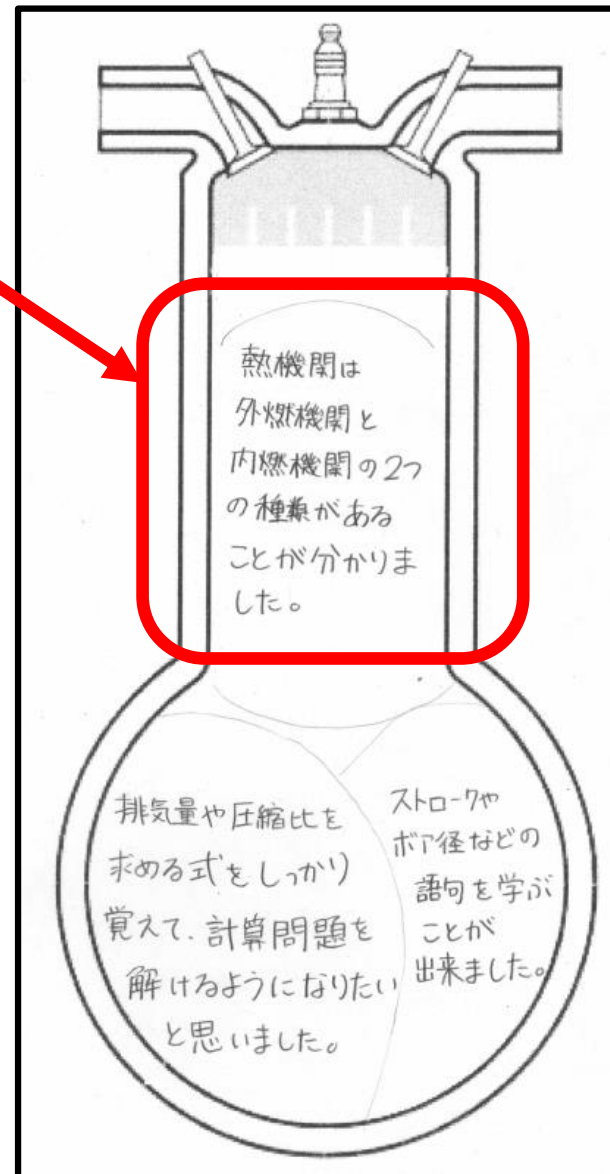 熱機関は
外燃機関と
内燃機関の2つ
の種類がある
ことが分かりま
した。
排気量や圧縮比を
求める式をしっかり
覚えて、計算問題を
解けるようになりたい
と思いました。
ストロークや
ボア径などの
語句を学ぶ
ことが
出来ました。